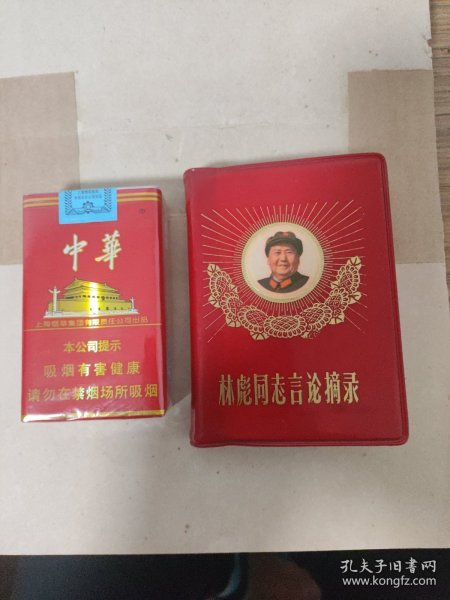 中華
上海烟草集团有限责任公司出品
本公司提示
吸烟有害健康
请勿在禁烟场所吸烟
林彪同志言论摘录
孔夫子旧书网
www.kongfz.com